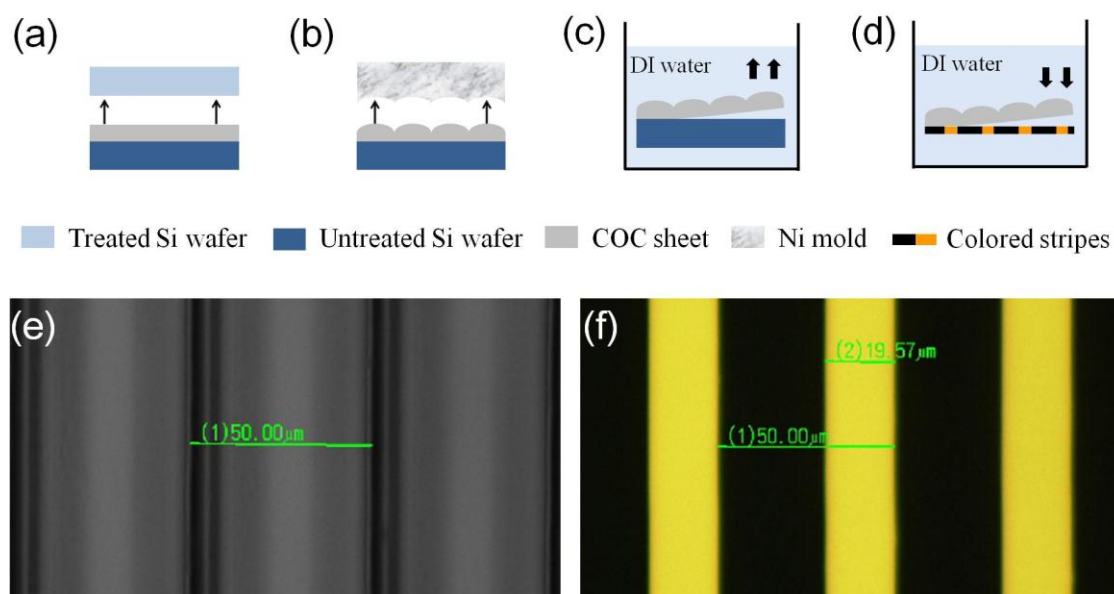 (a)
(b)
(c)
(d)
DI water
DI water
Treated Si wafer
Untreated Si wafer
COC sheet
Ni mold
Colored stripes
(e)
(1)50.00μm
(f)
(2)19.57μm
(1)50.00μm